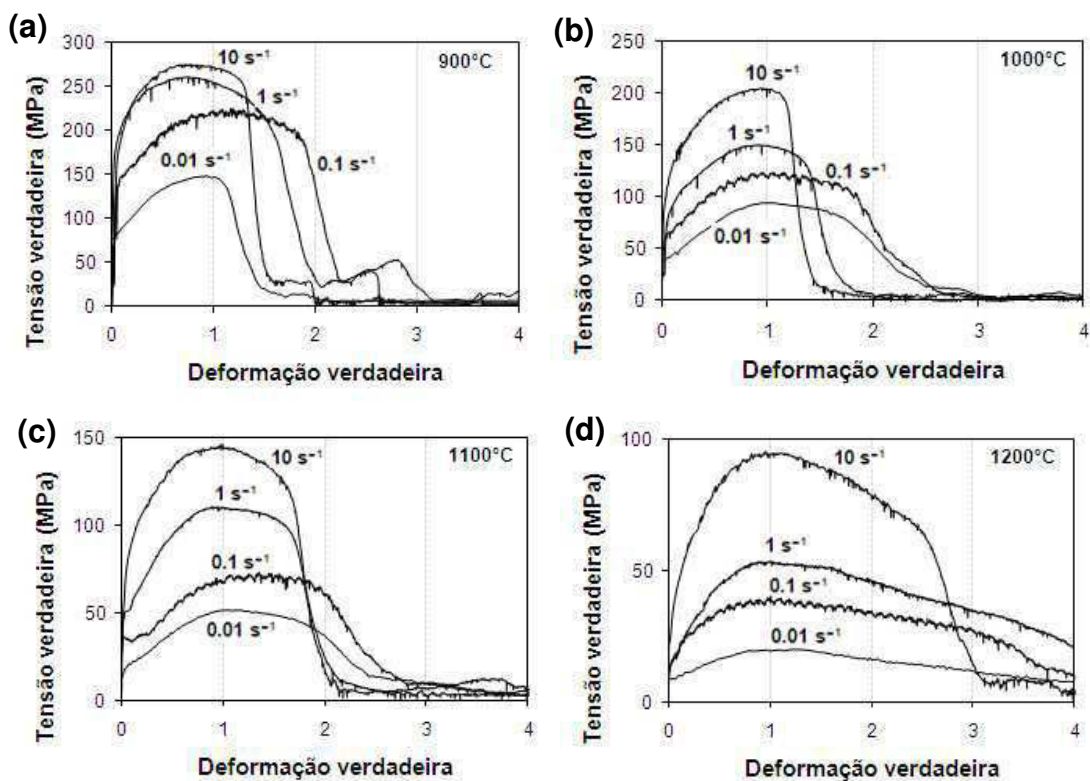 (a)
300
250
200
150
100
50
0
Tensão verdadeira (MPa)
10 s⁻¹
900°C
1 s⁻¹
0.01 s⁻¹
0.1 s⁻¹
0 1 2 3 4
Deformação verdadeira
(b)
250
200
150
100
50
0
Tensão verdadeira (MPa)
10 s⁻¹
1000°C
1 s⁻¹
0.1 s⁻¹
0.01 s⁻¹
0 1 2 3 4
Deformação verdadeira
(c)
150
100
50
0
Tensão verdadeira (MPa)
1100°C
10 s⁻¹
1 s⁻¹
0.1 s⁻¹
0.01 s⁻¹
0 1 2 3 4
Deformação verdadeira
(d)
100
50
0
Tensão verdadeira (MPa)
10 s⁻¹
1200°C
1 s⁻¹
0.1 s⁻¹
0.01 s⁻¹
0 1 2 3 4
Deformação verdadeira